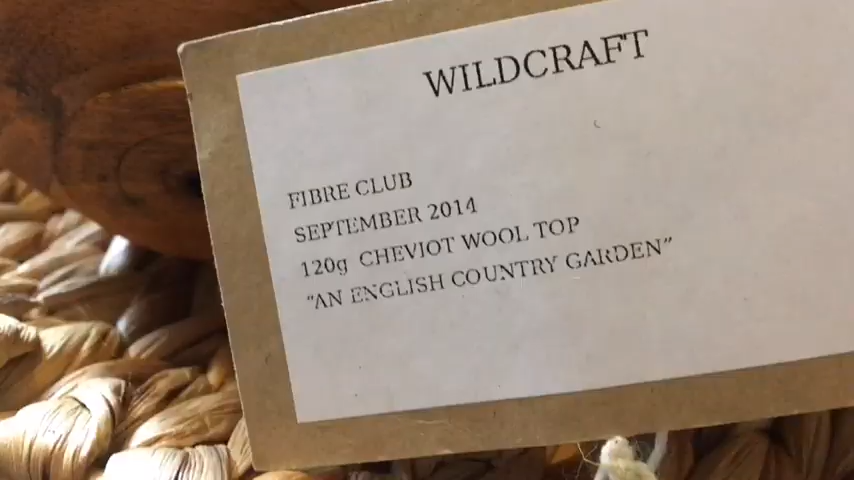 WILDCRAFT
FIBRE CLUB
SEPTEMBER 2014
120g CHEVIOT WOOL TOP
"AN ENGLISH COUNTRY GARDEN"